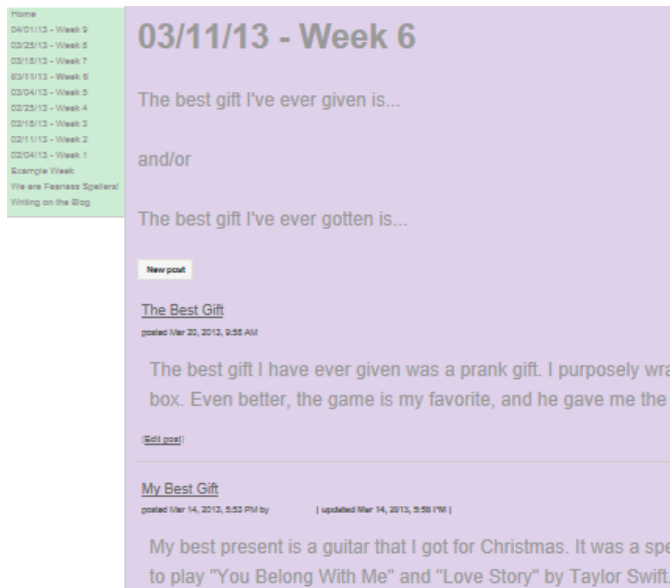 Home
04/01/13 - Week 9
03/25/13 - Week 8
03/18/13 - Week 7
03/11/13 - Week 6
03/04/13 - Week 5
02/25/13 - Week 4
02/18/13 - Week 3
02/11/13 - Week 2
02/04/13 - Week 1
Example Week
We are Fearless Spellers!
Writing on the Blog
03/11/13 - Week 6
The best gift I've ever given is...
and/or
The best gift I've ever gotten is...
New post
The Best Gift
posted Mar 20, 2013, 9:55 AM
The best gift I have ever given was a prank gift. I purposely wra
box. Even better, the game is my favorite, and he gave me the
(Edit post)
My Best Gift
posted Mar 14, 2013, 5:53 PM by [ updated Mar 14, 2013, 5:58 PM ]
My best present is a guitar that I got for Christmas. It was a spe
to play "You Belong With Me" and "Love Story" by Taylor Swift